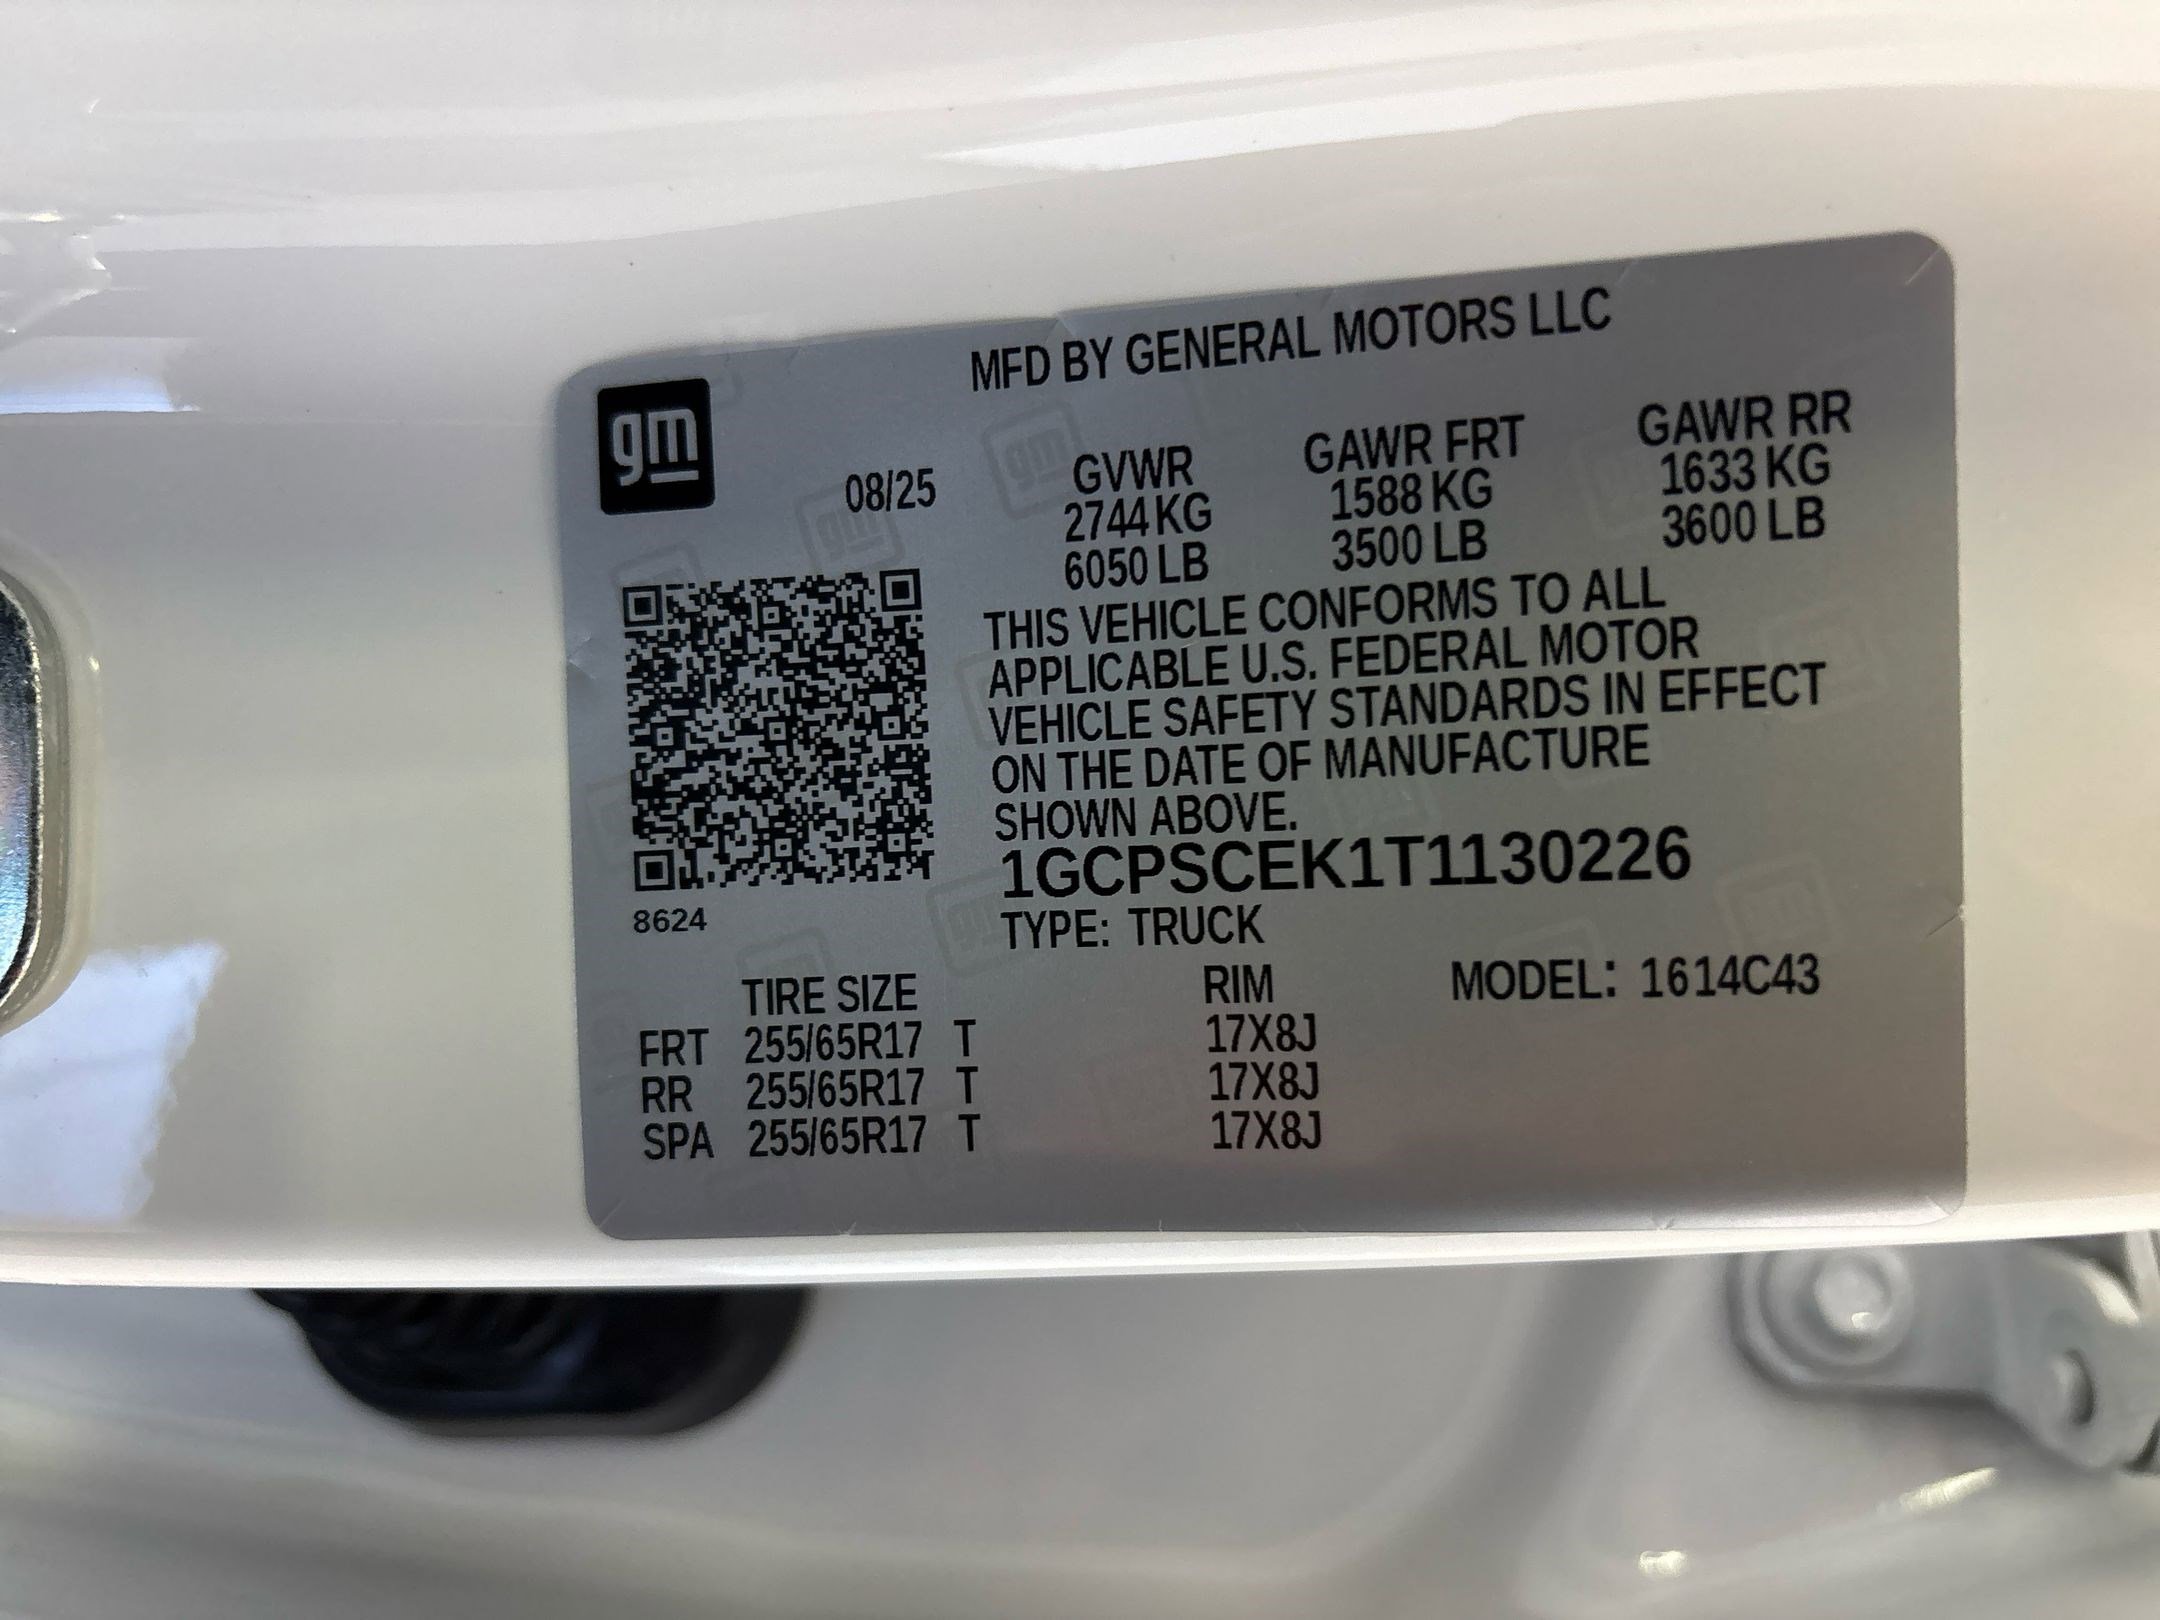 MFD BY GENERAL MOTORS LLC
gm
08/25
GVWR GAWR FRT GAWR RR
2744 KG 1588 KG 1633 KG
6050 LB 3500 LB 3600 LB
THIS VEHICLE CONFORMS TO ALL
APPLICABLE U.S. FEDERAL MOTOR
VEHICLE SAFETY STANDARDS IN EFFECT
ON THE DATE OF MANUFACTURE
SHOWN ABOVE.
1GCPSCEK1T1130226
8624
TYPE: TRUCK
TIRE SIZE RIM MODEL: 1614C43
FRT 255/65R17 T 17X8J
RR 255/65R17 T 17X8J
SPA 255/65R17 T 17X8J